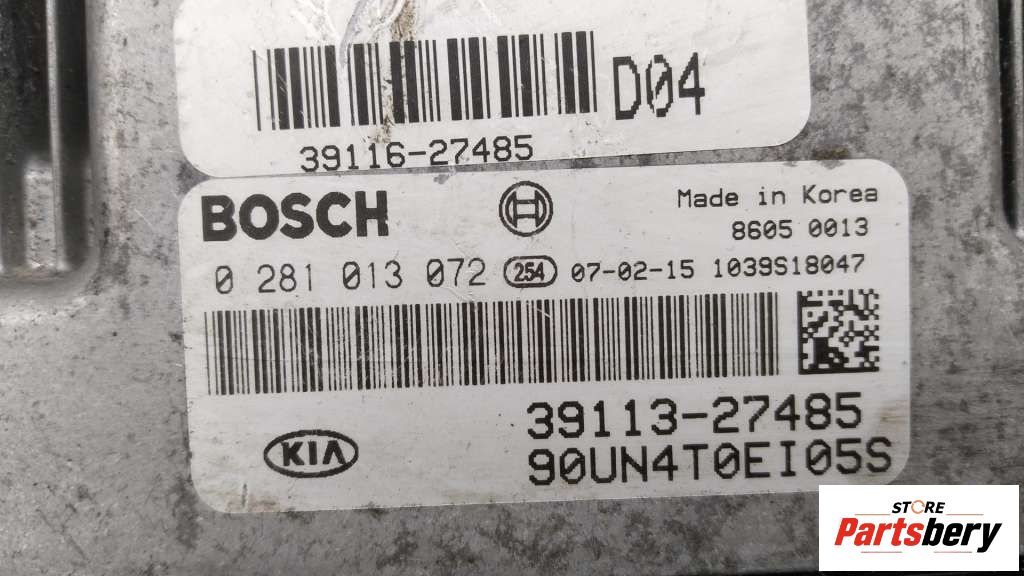 D04
39116-27485
BOSCH
Made in Korea
8605 0013
0 281 013 072 254 07-02-15 1039S18047
39113-27485
KIA
90UN4T0EI05S
STORE
Partsbery